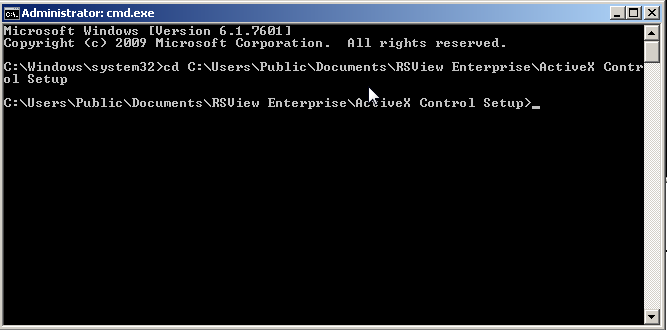 Administrator: cmd.exe
Microsoft Windows [Version 6.1.7601]
Copyright (c) 2009 Microsoft Corporation.  All rights reserved.
C:\Windows\system32>cd C:\Users\Public\Documents\RSView Enterprise\ActiveX Contr
ol Setup
C:\Users\Public\Documents\RSView Enterprise\ActiveX Control Setup>_